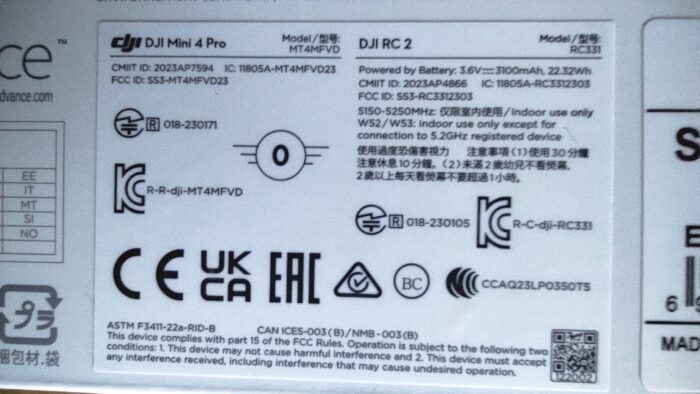 ce™
dvance.com
EE
IT
MT
SI
NO
プラ
梱包材.袋
dji DJI Mini 4 Pro
Model/型号:
MT4MFVD
CMIIT ID: 2023AP7594 IC: 11805A-MT4MFVD23
FCC ID: SS3-MT4MFVD23
R 018-230171
0
R-R-dji-MT4MFVD
DJI RC 2
Model/型号:
RC331
Powered by Battery: 3.6V⎓3100mAh, 22.32Wh
CMIIT ID: 2023AP4866 IC: 11805A-RC3312303
FCC ID: SS3-RC3312303
5150-5250MHz: 仅限室内使用/Indoor use only
W52/W53: Indoor use only except for
connection to 5.2GHz registered device
使用過度恐傷害視力 注意事項 (1)使用30分鐘
注意休息10分鐘。(2)未滿2歲幼兒不看熒幕,
2歲以上每天看熒幕不要超過1小時。
R 018-230105
R-C-dji-RC331
CE UK CA EAC BC CCAQ23LP0350T5
ASTM F3411-22a-RID-B CAN ICES-003 (B) / NMB-003(B)
This device complies with part 15 of the FCC Rules. Operation is subject to the following two
conditions: 1. This device may not cause harmful interference and 2. This device must accept
any interference received, including interference that may cause undesired operation.
122002
S
E
6
MAD